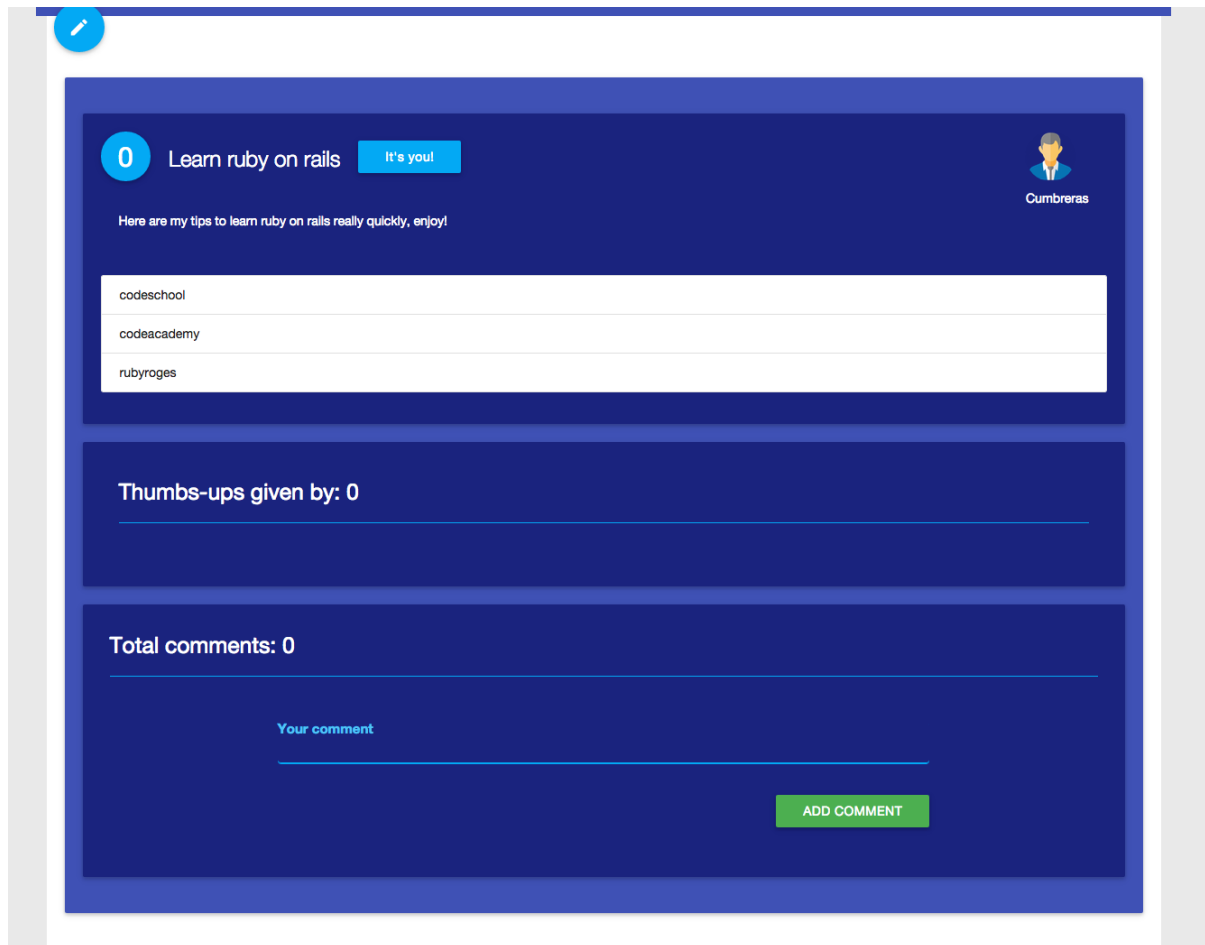 0
Learn ruby on rails
It's you!
Cumbreras
Here are my tips to learn ruby on rails really quickly, enjoy!
codeschool
codeacademy
rubyroges
Thumbs-ups given by: 0
Total comments: 0
Your comment
ADD COMMENT